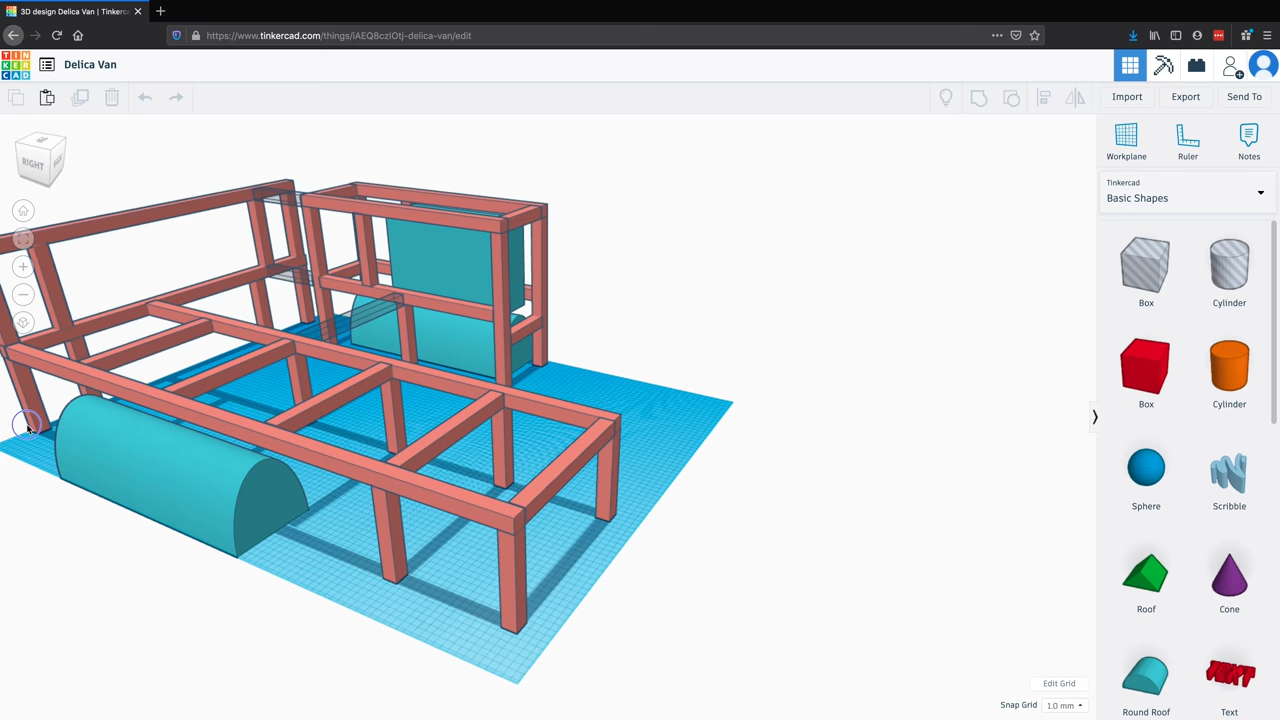 3D design Delica Van | Tinkerca
https://www.tinkercad.com/things/iAEQ8czIOtj-delica-van/edit
TIN
KER
CAD
Delica Van
Import
Export
Send To
RIGHT
Workplane
Ruler
Notes
Tinkercad
Basic Shapes
Box
Cylinder
Box
Cylinder
Sphere
Scribble
Roof
Cone
Round Roof
TEXT
Text
Edit Grid
Snap Grid
1.0 mm